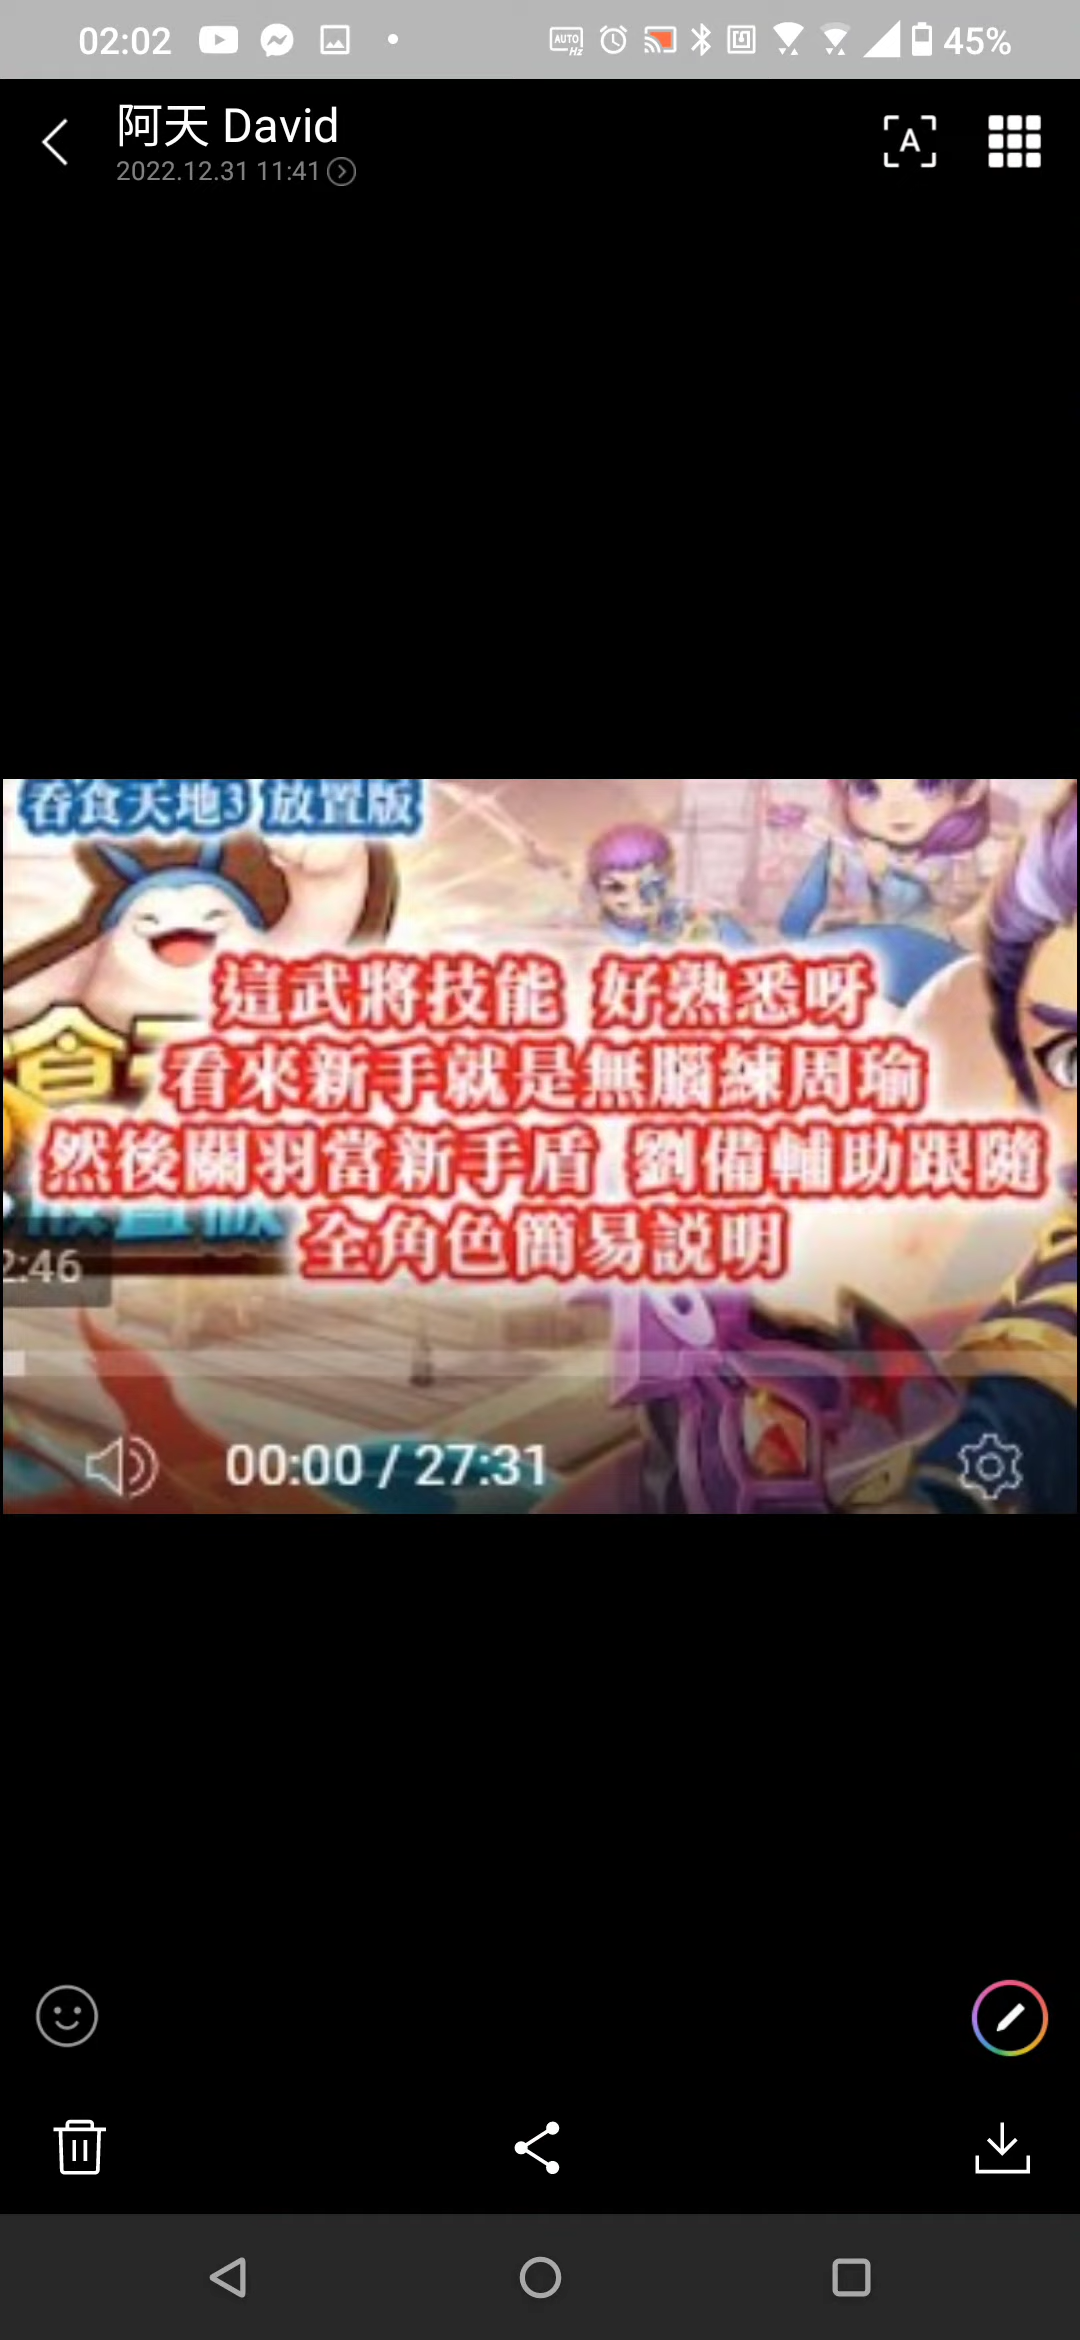 02:02
AUTO Hz
45%
阿天 David
2022.12.31 11:41
A
吞食天地3 放置版
這武將技能 好熟悉呀
看來新手就是無腦練周瑜
然後關羽當新手盾 劉備輔助跟隨
全角色簡易說明
2:46
00:00 / 27:31